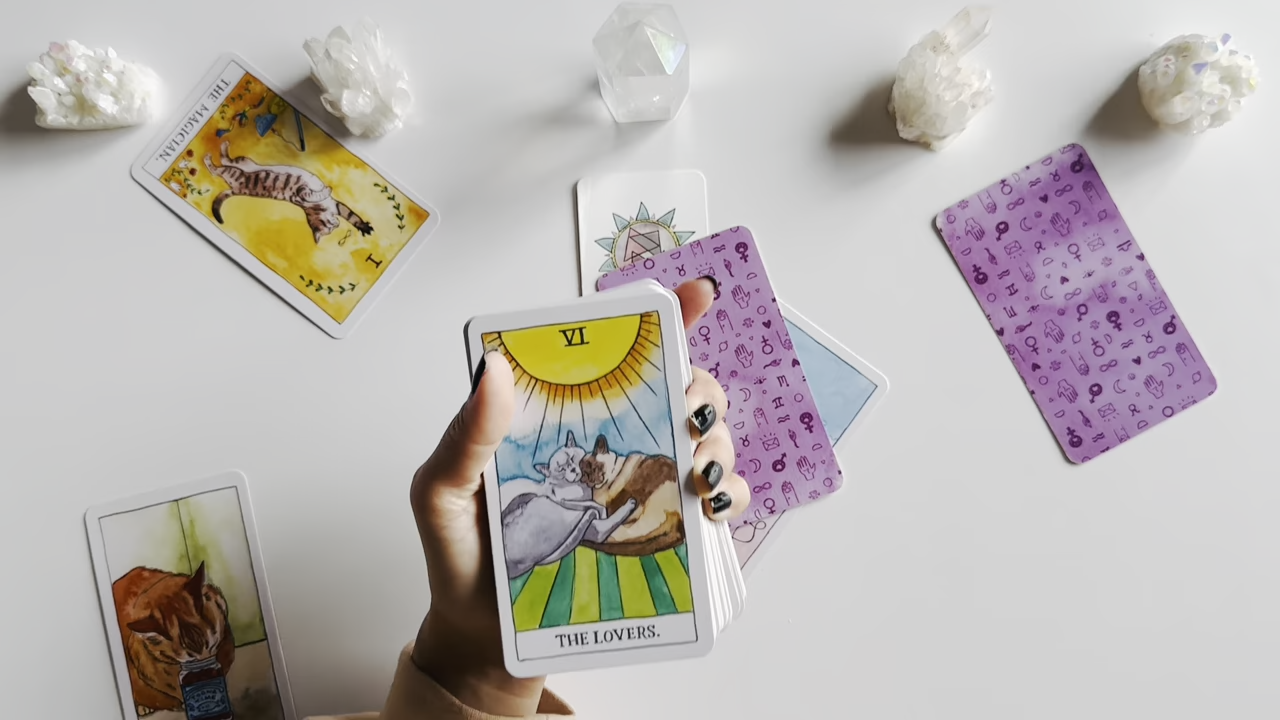 THE MAGICIAN.
I
VI
THE LOVERS.